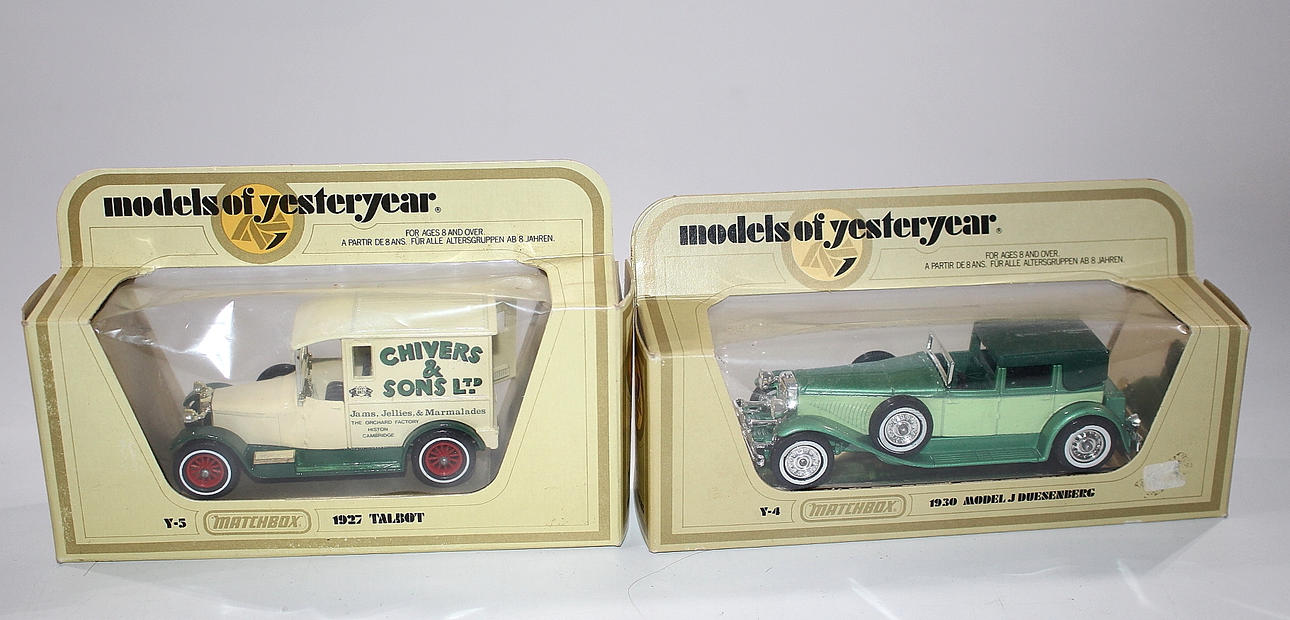 models of yesteryear®
FOR AGES 8 AND OVER.
A PARTIR DE 8 ANS. FÜR ALLE ALTERSGRUPPEN AB 8 JAHREN.
CHIVERS
&
SONS LTD
Jams, Jellies, & Marmalades
THE ORCHARD FACTORY
HISTON
CAMBRIDGE
Y-5 MATCHBOX 1927 TALBOT
models of yesteryear®
FOR AGES 8 AND OVER.
A PARTIR DE 8 ANS. FÜR ALLE ALTERSGRUPPEN AB 8 JAHREN.
Y-4 MATCHBOX 1930 MODEL J DUESENBERG